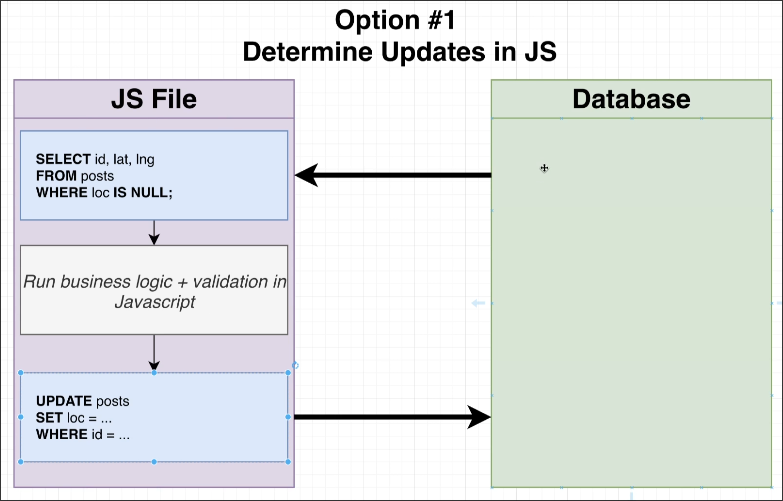 Option #1
Determine Updates in JS
JS File
Database
SELECT id, lat, lng
FROM posts
WHERE loc IS NULL;
Run business logic + validation in
Javascript
UPDATE posts
SET loc = ...
WHERE id = ...